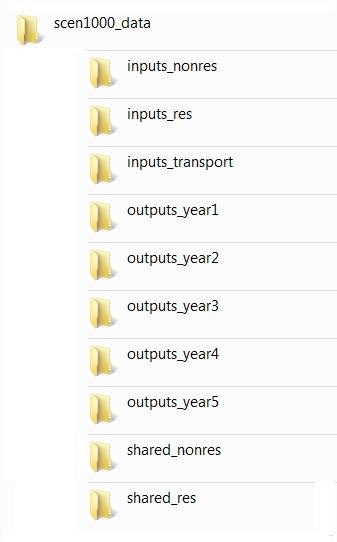 scen1000_data
inputs_nonres
inputs_res
inputs_transport
outputs_year1
outputs_year2
outputs_year3
outputs_year4
outputs_year5
shared_nonres
shared_res